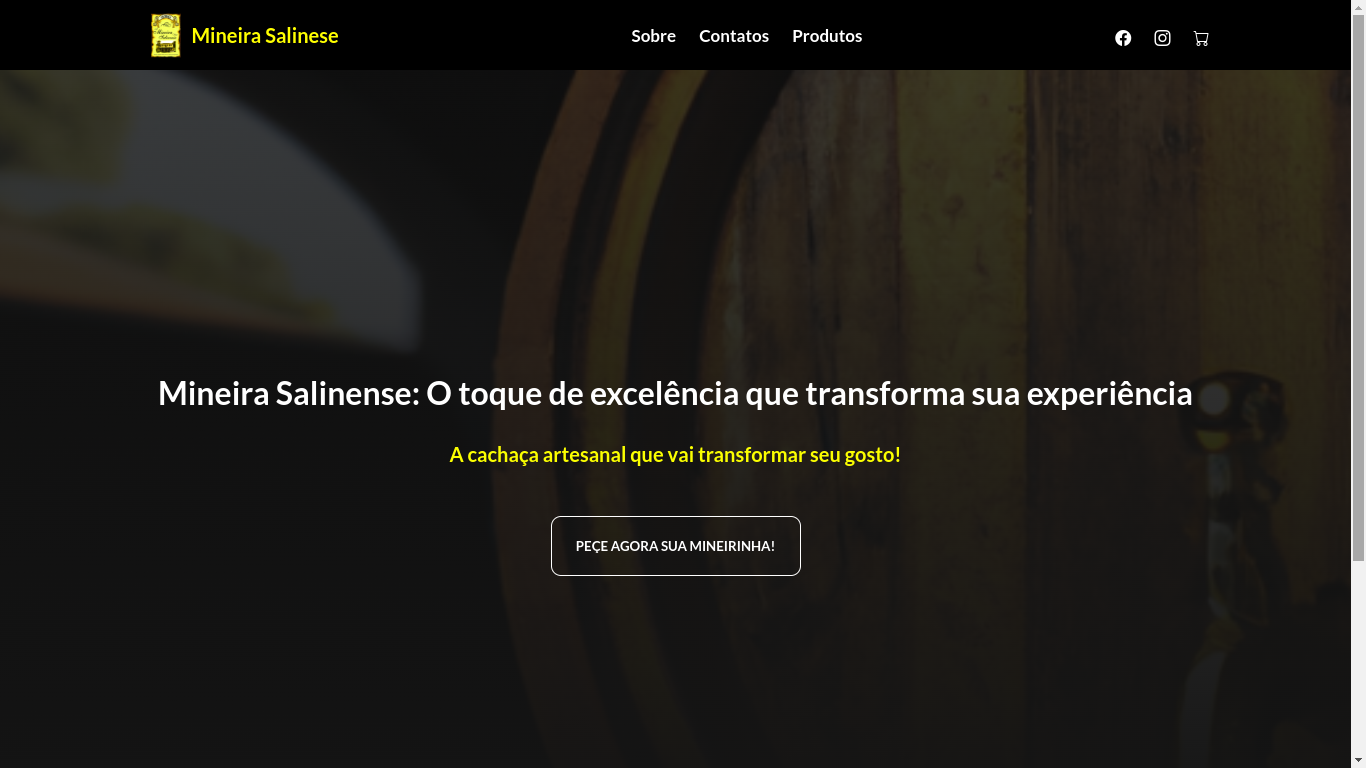 Mineira Salinese
Sobre Contatos Produtos
Mineira Salinense: O toque de excelência que transforma sua experiência
A cachaça artesanal que vai transformar seu gosto!
PEÇE AGORA SUA MINEIRINHA!